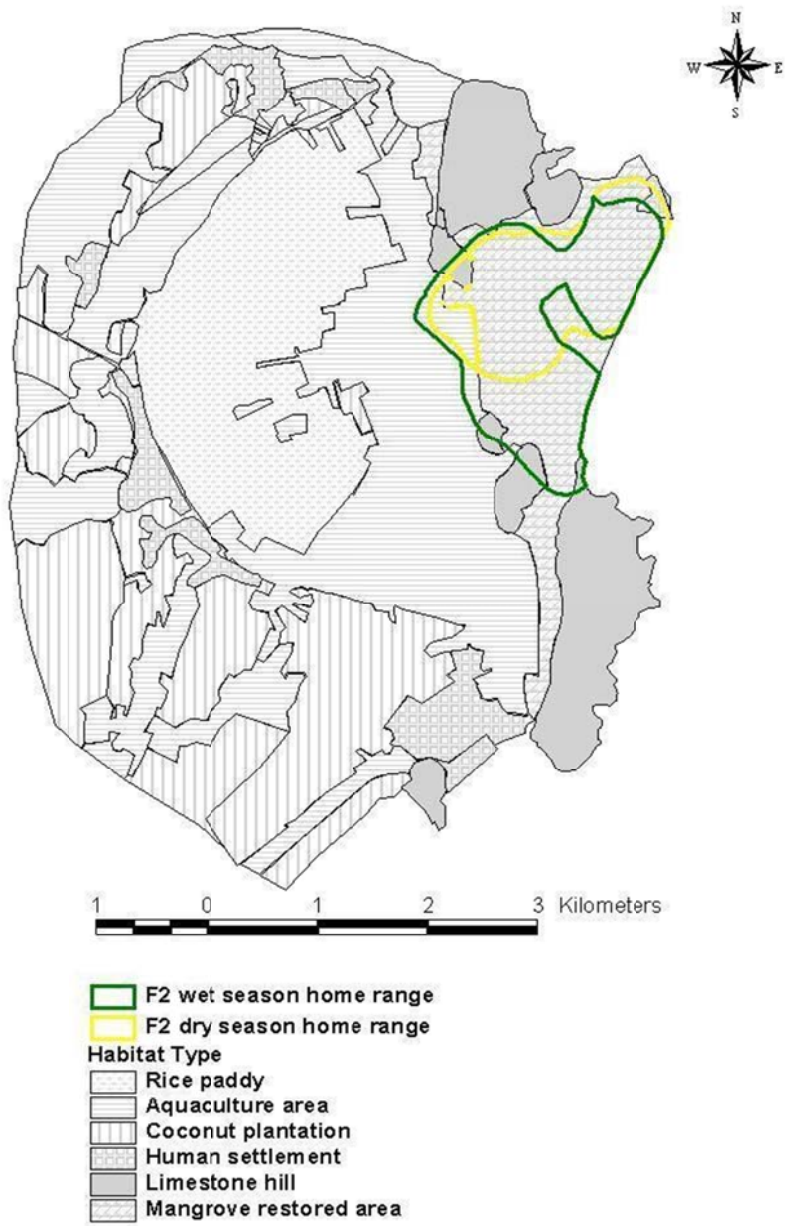 N
W E
S
1 0 1 2 3 Kilometers
F2 wet season home range
F2 dry season home range
Habitat Type
Rice paddy
Aquaculture area
Coconut plantation
Human settlement
Limestone hill
Mangrove restored area